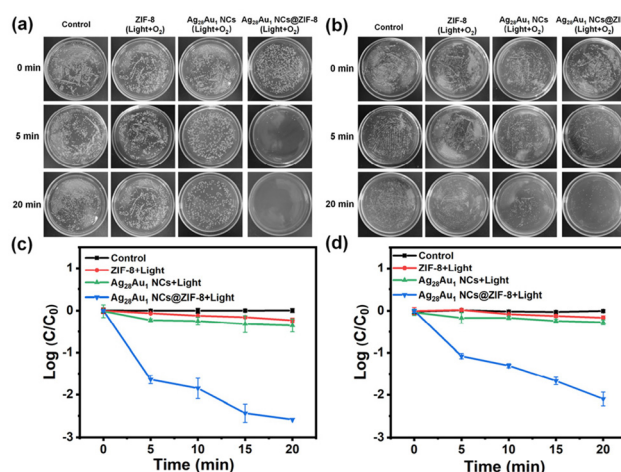 (a)
Control
ZIF-8
(Light+O₂)
Ag₂₈Au₁ NCs
(Light+O₂)
Ag₂₈Au₁ NCs@ZIF-8
(Light+O₂)
0 min
5 min
20 min
(b)
Control
ZIF-8
(Light+O₂)
Ag₂₈Au₁ NCs
(Light+O₂)
Ag₂₈Au₁ NCs@ZIF-8
(Light+O₂)
0 min
5 min
20 min
(c)
Control
ZIF-8+Light
Ag₂₈Au₁ NCs+Light
Ag₂₈Au₁ NCs@ZIF-8+Light
Log (C/C₀)
1
0
-1
-2
-3
0 5 10 15 20
Time (min)
(d)
Control
ZIF-8+Light
Ag₂₈Au₁ NCs+Light
Ag₂₈Au₁ NCs@ZIF-8+Light
Log (C/C₀)
1
0
-1
-2
-3
0 5 10 15 20
Time (min)